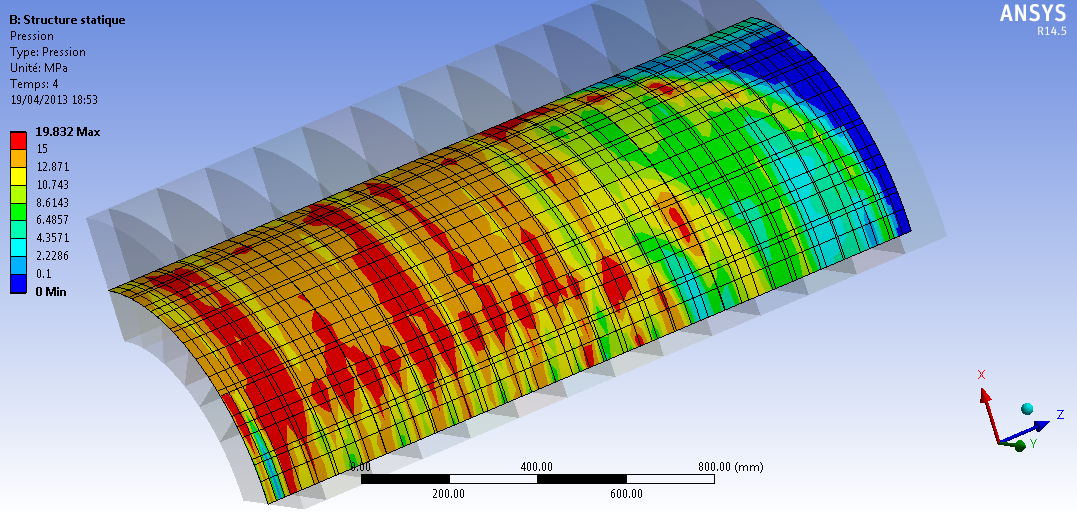 B: Structure statique
Pression
Type: Pression
Unité: MPa
Temps: 4
19/04/2013 18:53
19.832 Max
15
12.871
10.743
8.6143
6.4857
4.3571
2.2286
0.1
0 Min
ANSYS
R14.5
X
Z
Y
0.00 400.00 800.00 (mm)
200.00 600.00